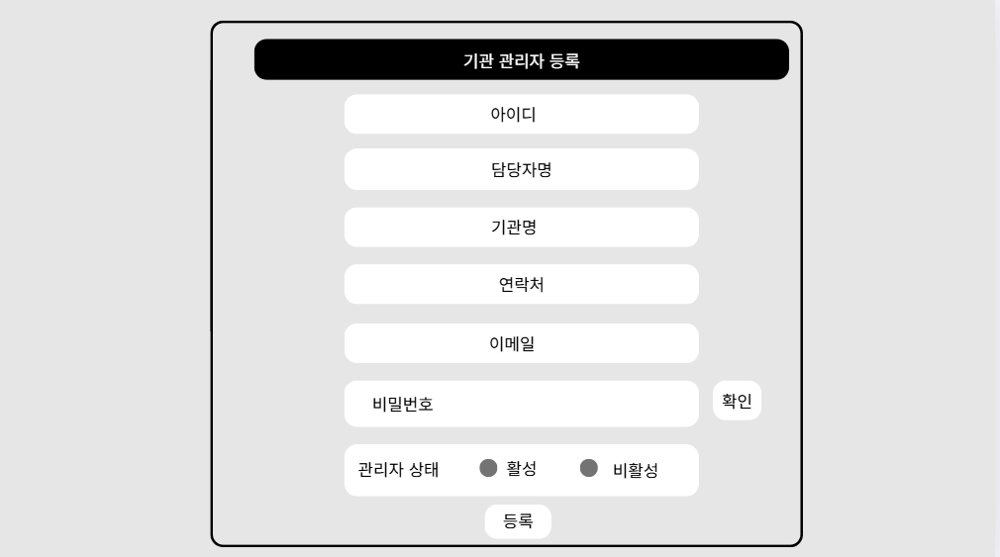 기관 관리자 등록
아이디
담당자명
기관명
연락처
이메일
비밀번호
확인
관리자 상태 활성 비활성
등록